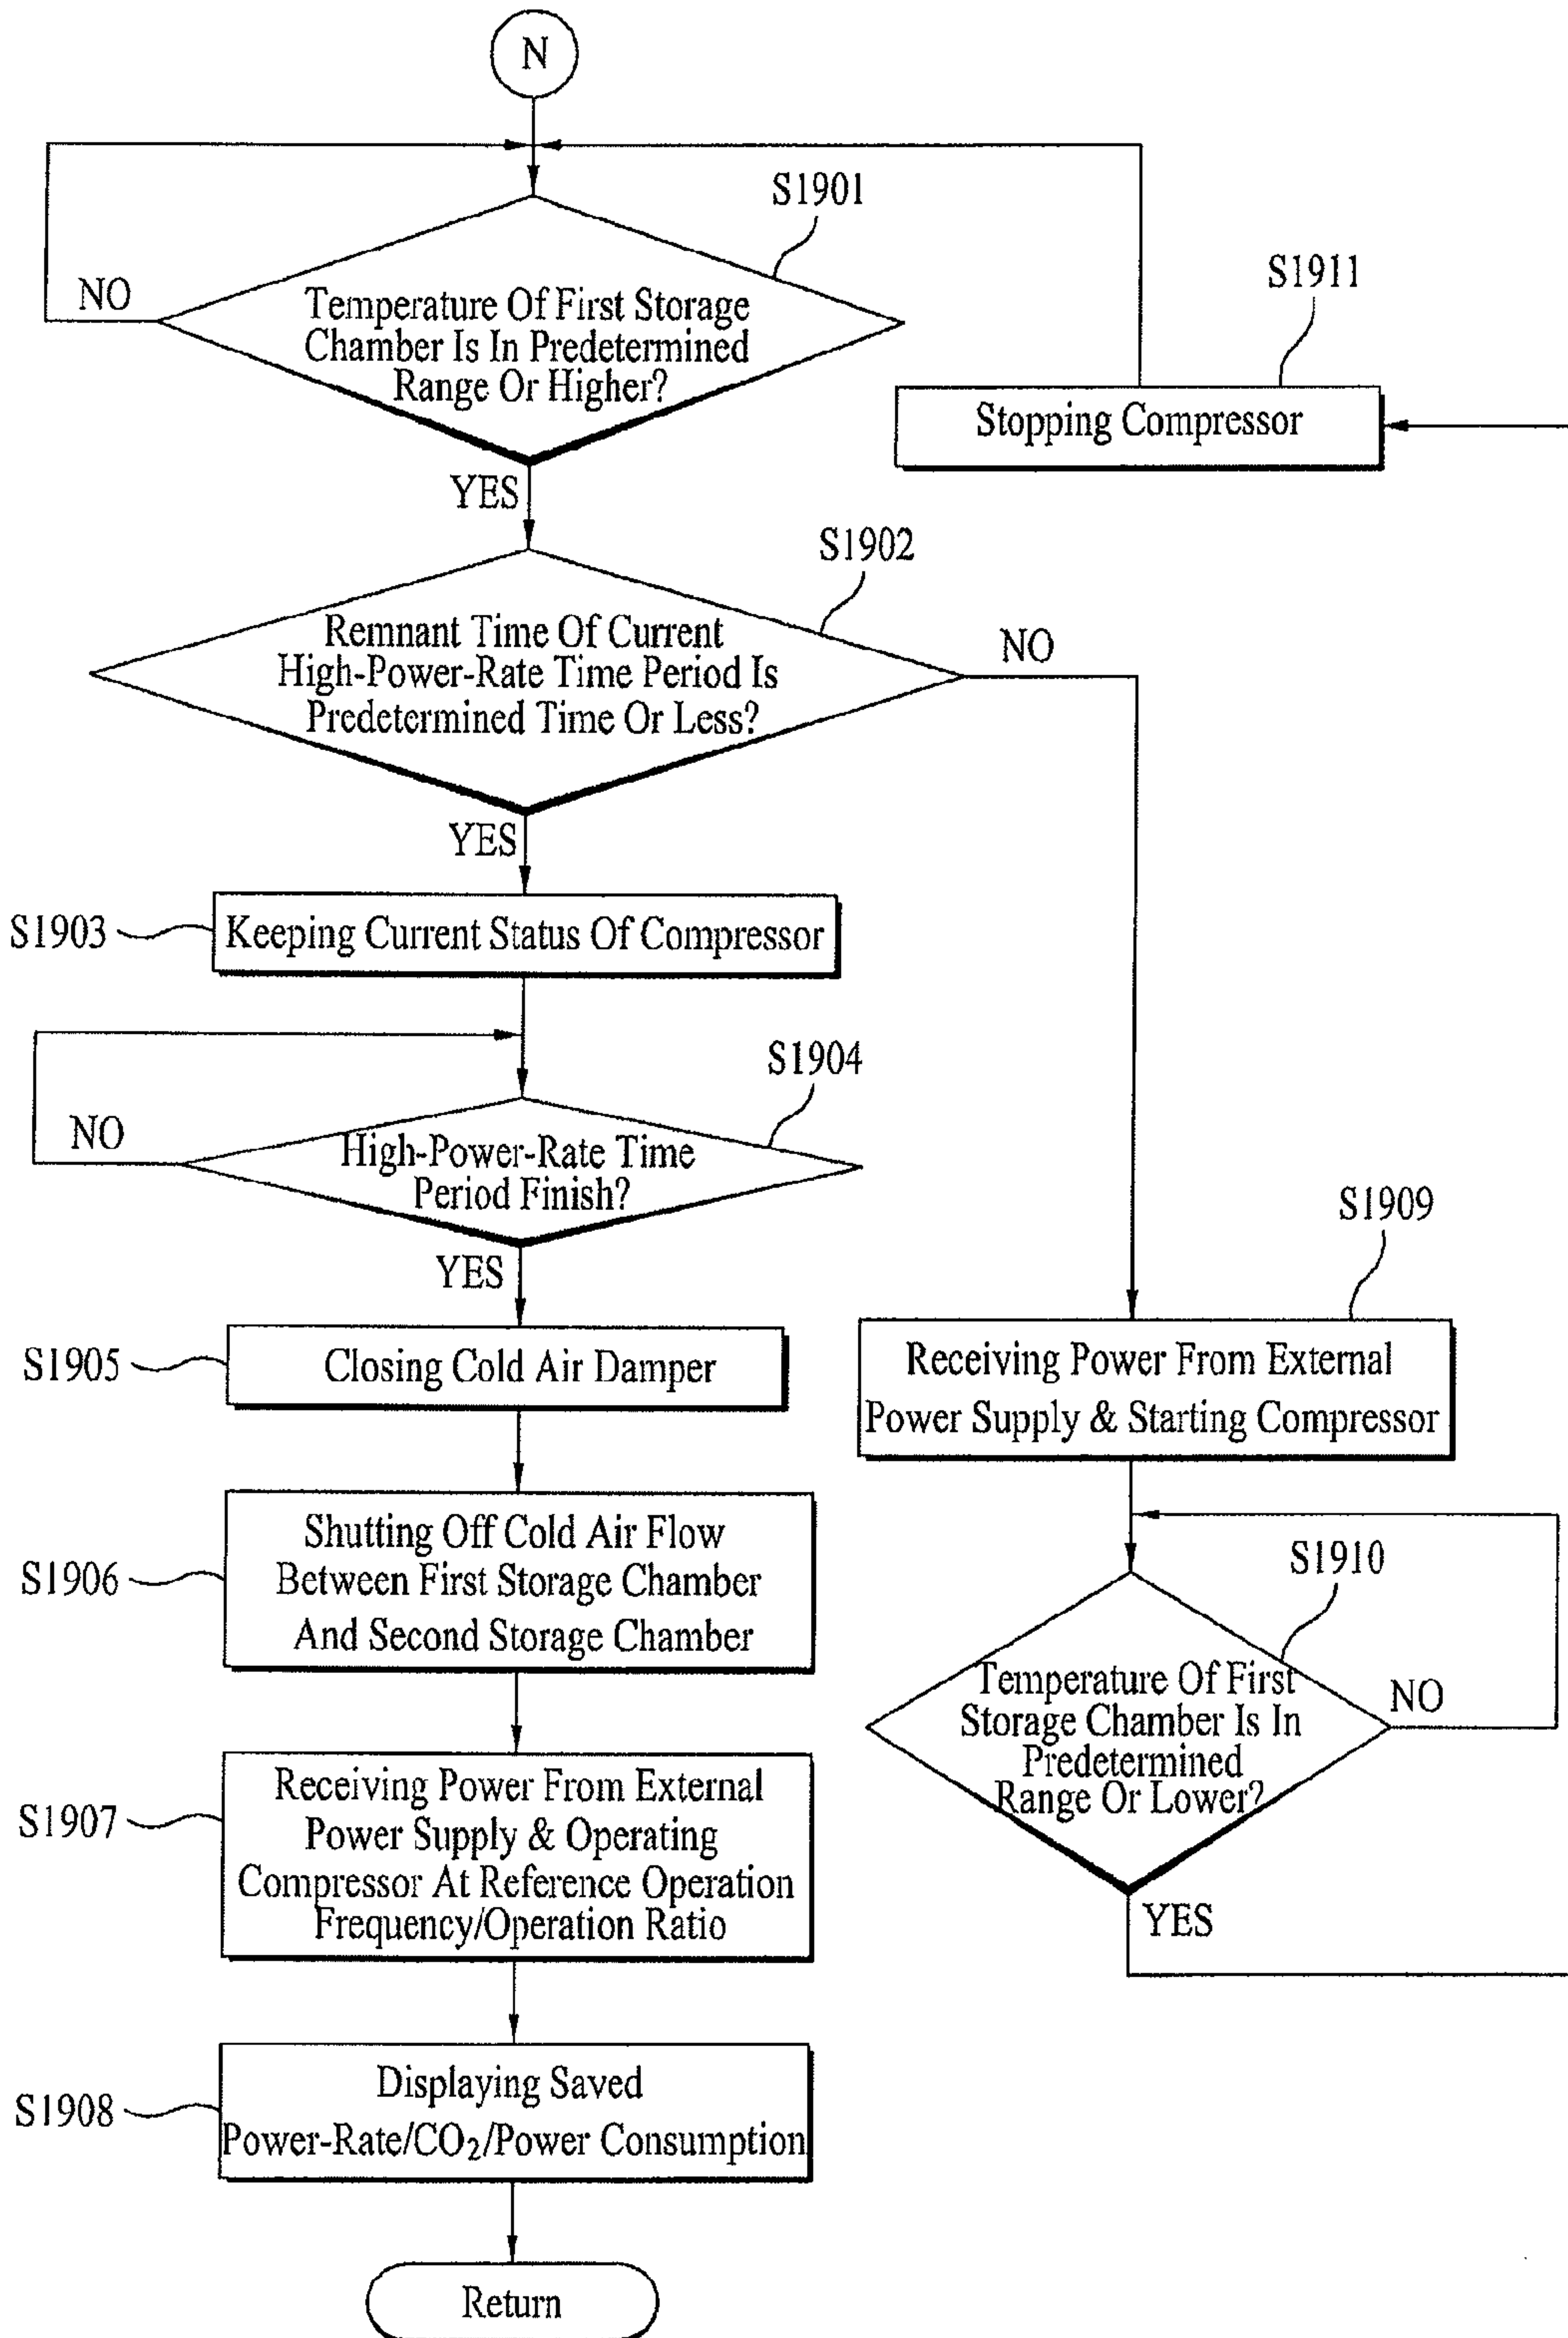 N
S1901
NO
Temperature Of First Storage
Chamber Is In Predetermined
Range Or Higher?
YES
S1911
Stopping Compressor
S1902
Remnant Time Of Current
High-Power-Rate Time Period Is
Predetermined Time Or Less?
NO
YES
S1903
Keeping Current Status Of Compressor
S1904
NO
High-Power-Rate Time
Period Finish?
YES
S1905
Closing Cold Air Damper
S1906
Shutting Off Cold Air Flow
Between First Storage Chamber
And Second Storage Chamber
S1907
Receiving Power From External
Power Supply & Operating
Compressor At Reference Operation
Frequency/Operation Ratio
S1908
Displaying Saved
Power-Rate/CO₂/Power Consumption
Return
S1909
Receiving Power From External
Power Supply & Starting Compressor
S1910
Temperature Of First
Storage Chamber Is In
Predetermined
Range Or Lower?
NO
YES